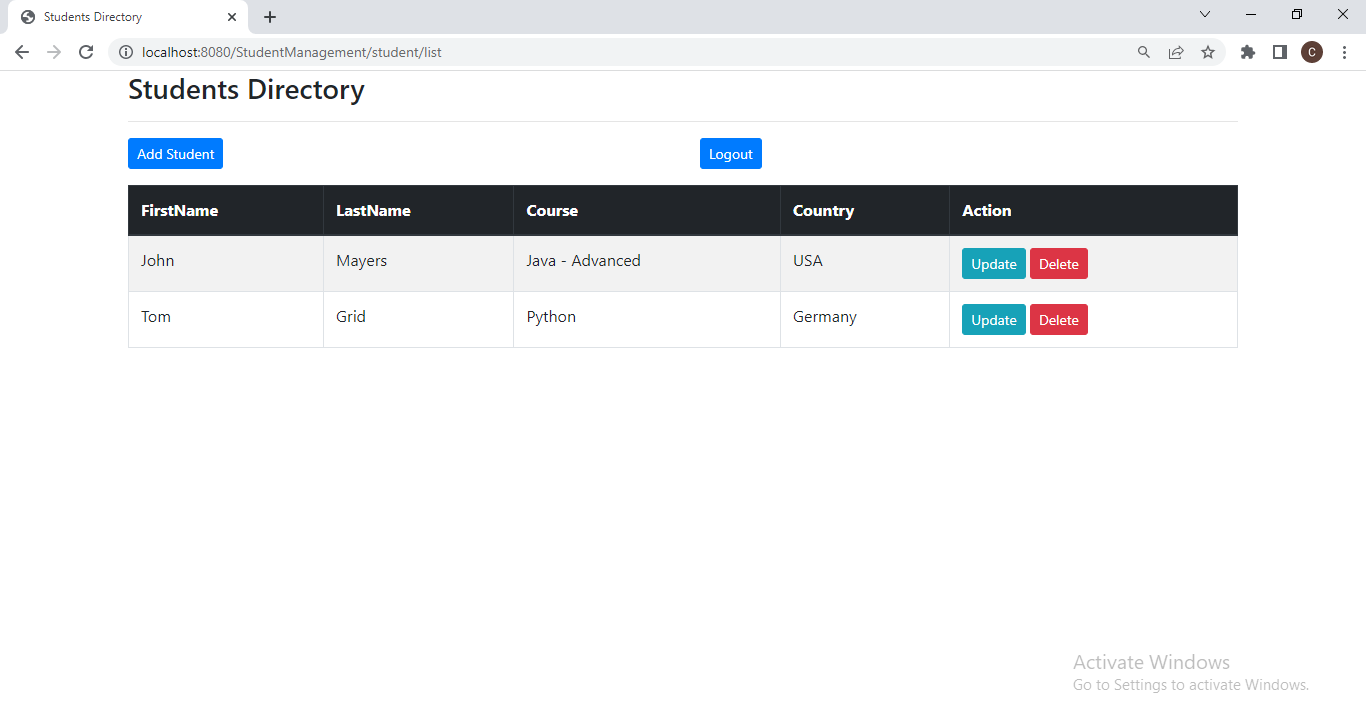 Students Directory
localhost:8080/StudentManagement/student/list
C
Students Directory
Add Student Logout
FirstName LastName Course Country Action
John Mayers Java - Advanced USA Update Delete
Tom Grid Python Germany Update Delete
Activate Windows
Go to Settings to activate Windows.